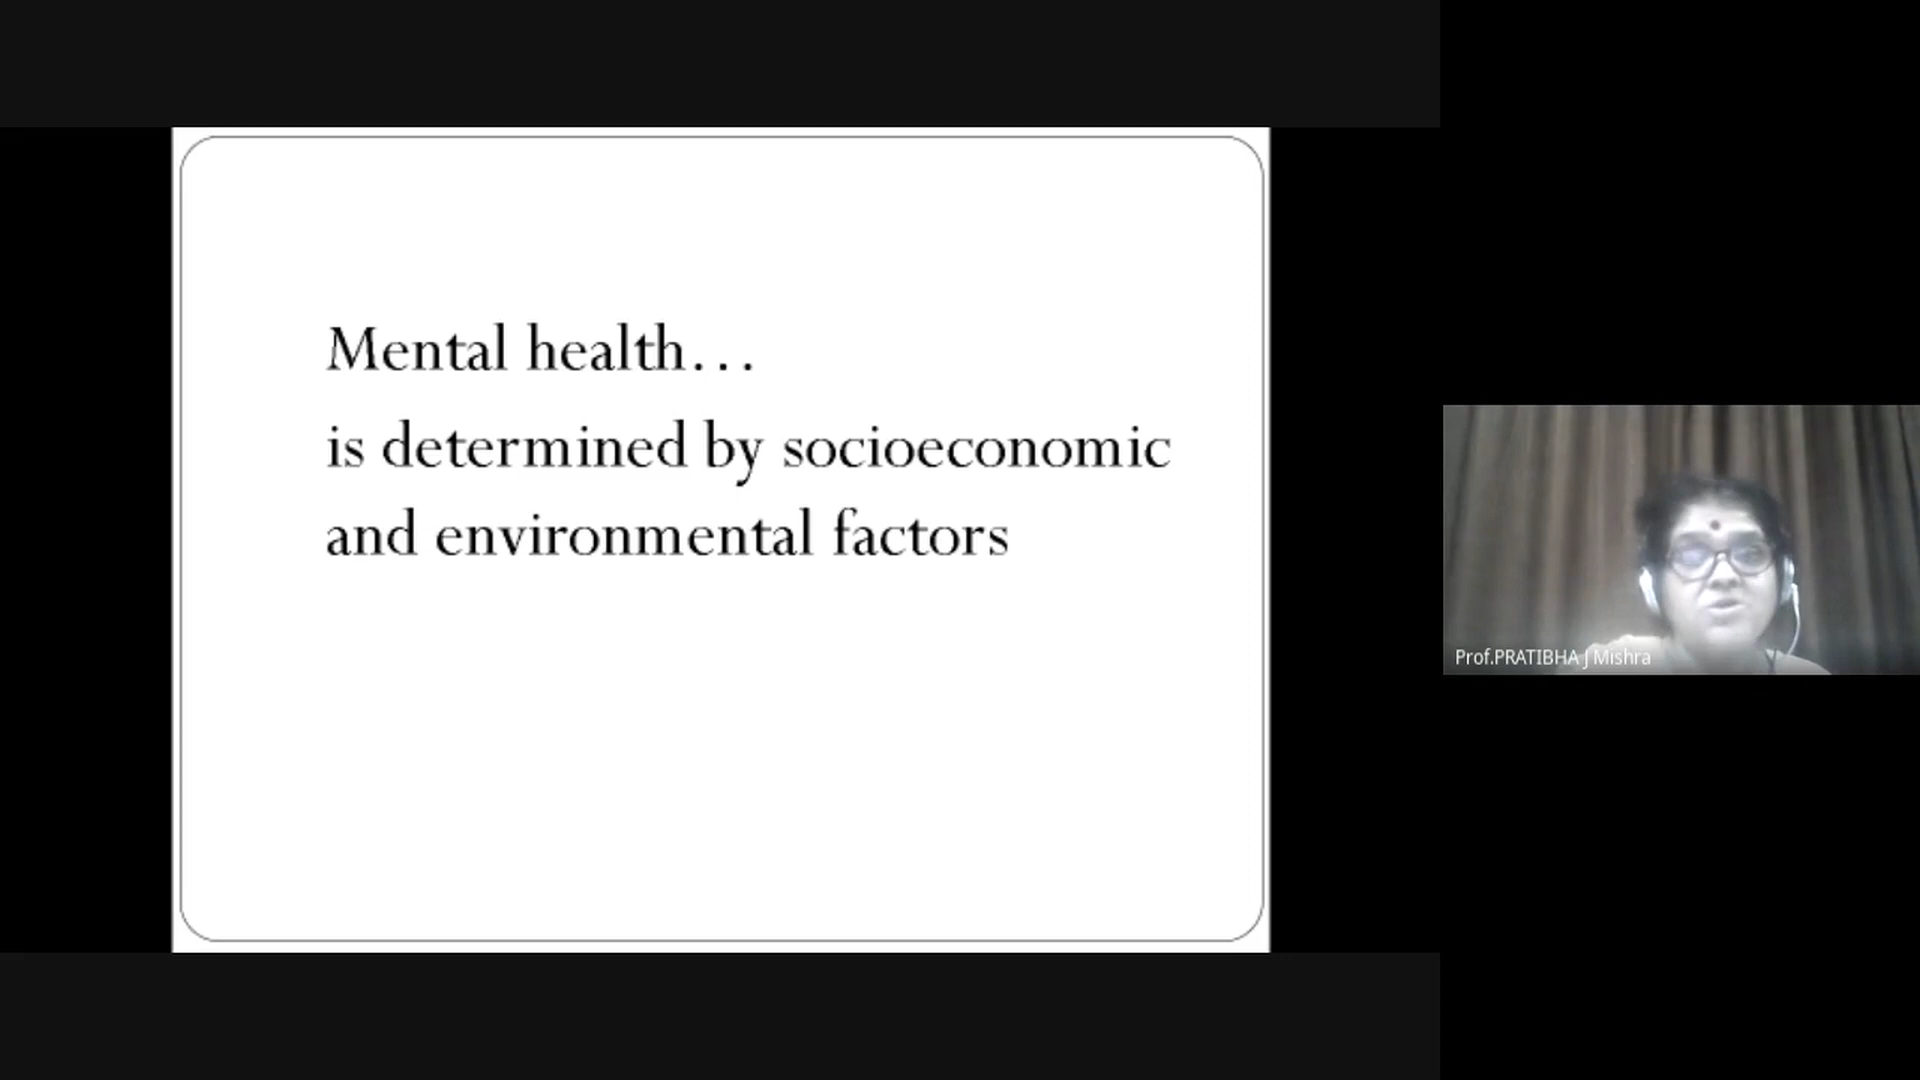 Mental health...
is determined by socioeconomic
and environmental factors
Prof.PRATIBHA J Mishra